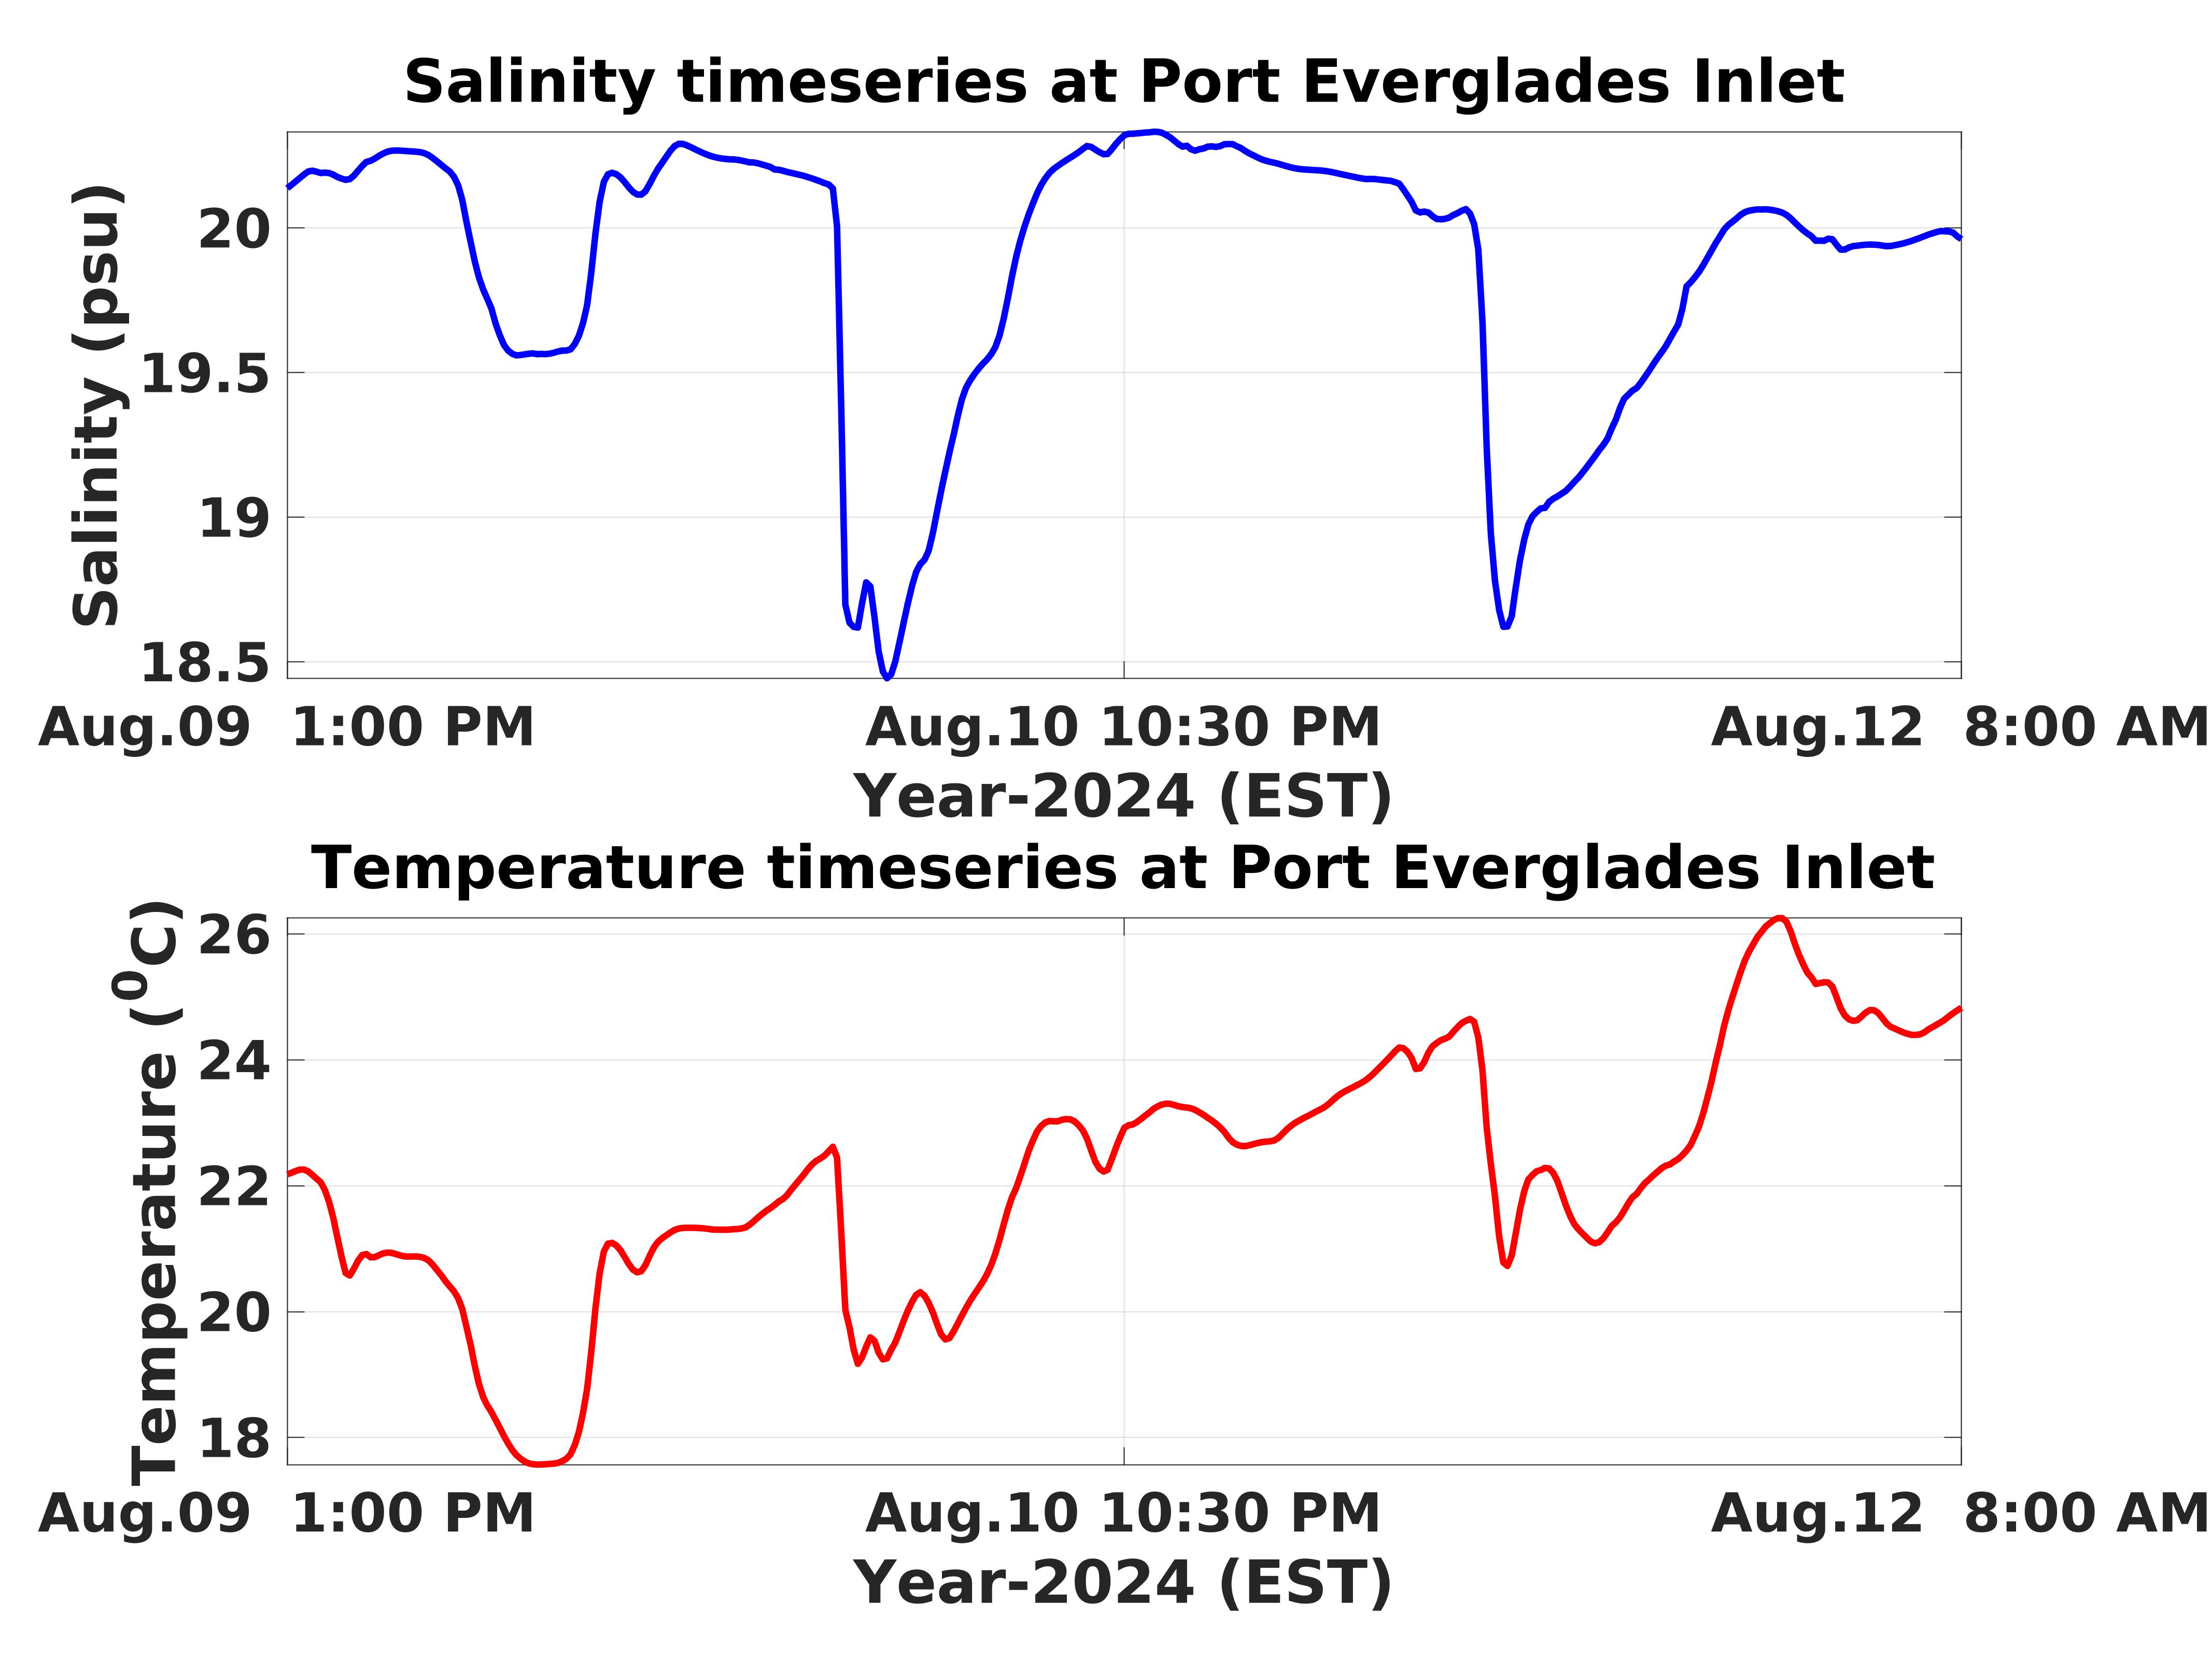 Salinity timeseries at Port Everglades Inlet
Salinity (psu)
20
19.5
19
18.5
Aug.09 1:00 PM Aug.10 10:30 PM Aug.12 8:00 AM
Year-2024 (EST)
Temperature timeseries at Port Everglades Inlet
Temperature (⁰C)
26
24
22
20
18
Aug.09 1:00 PM Aug.10 10:30 PM Aug.12 8:00 AM
Year-2024 (EST)